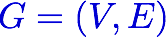 G = (V, E)